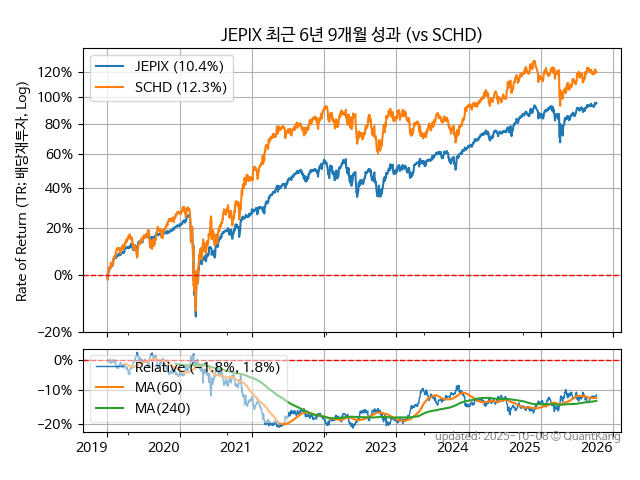 JEPIX 최근 6년 9개월 성과 (vs SCHD)
Rate of Return (TR: 배당재투자, Log)
120%
100%
80%
60%
40%
20%
0%
−20%
JEPIX (10.4%)
SCHD (12.3%)
0%
−10%
−20%
Relative (−1.8%, 1.8%)
MA(60)
MA(240)
2019 2020 2021 2022 2023 2024 2025 2026
updated: 2025-10-08 © QuantKang